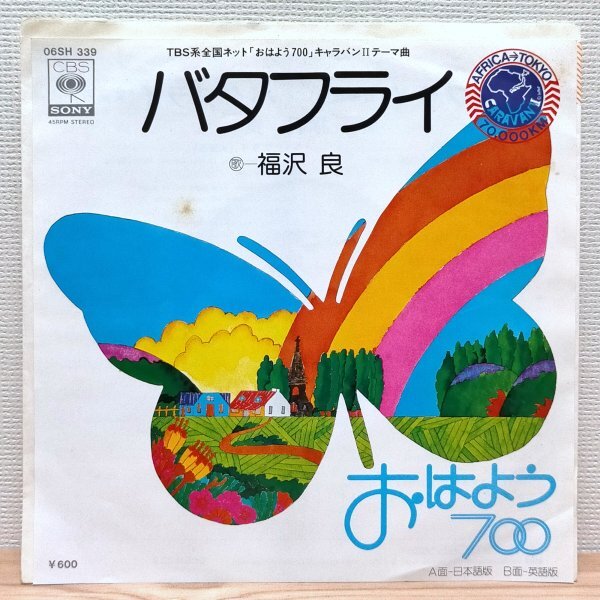 06SH 339
CBS
SONY
45RPM STEREO
TBS系全国ネット「おはよう700」キャラバンIIテーマ曲
バタフライ
歌—福沢 良
AFRICA→TOKYO
CARAVAN II
70,000KM
おはよう
700
¥600
A面−日本語版 B面−英語版